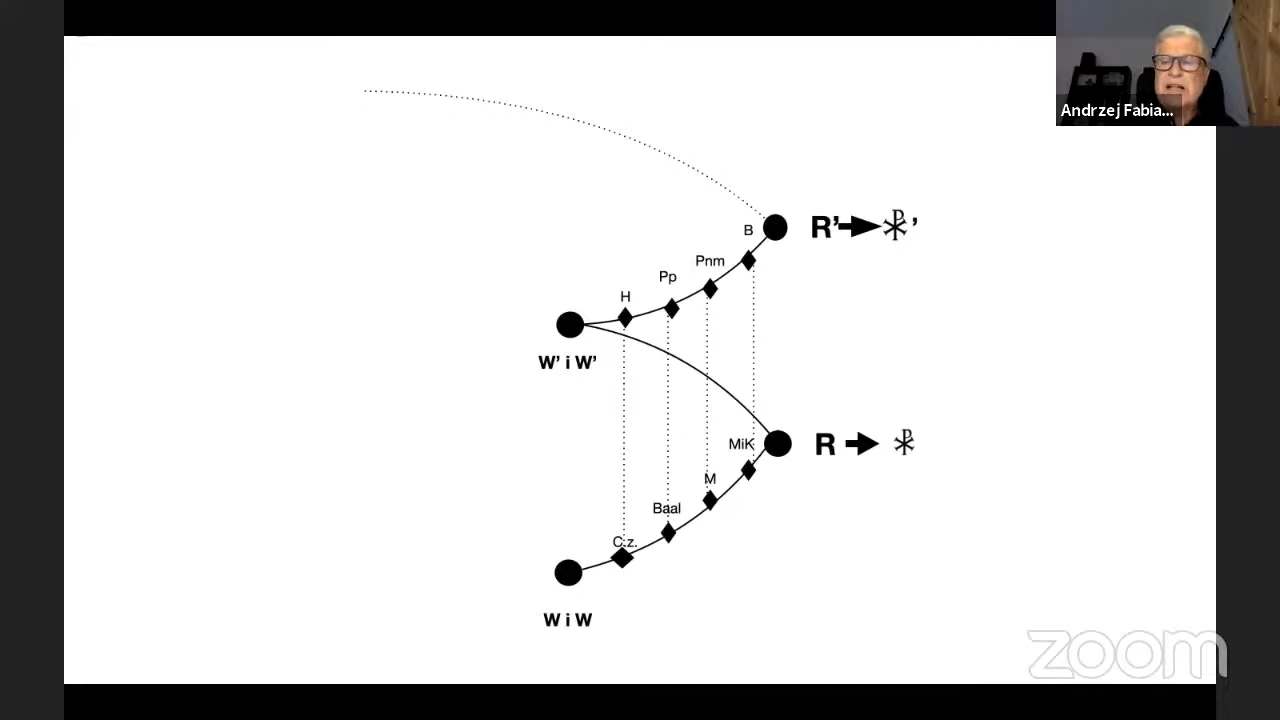 Andrzej Fabia...
B
R' ➔ ☧ '
Pnm
Pp
H
W' i W'
MiK
R ➔ ☧
M
Baal
C.z.
W i W
zoom